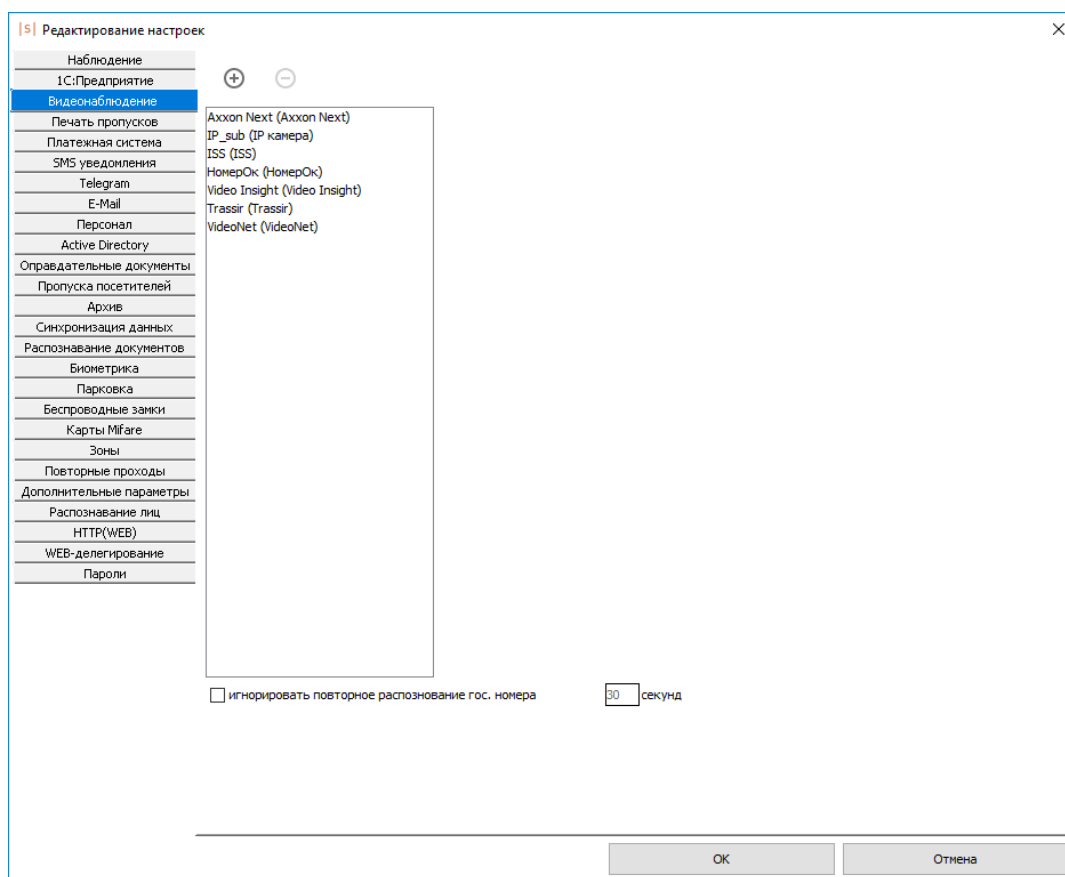 |S| Редактирование настроек
Наблюдение
1С:Предприятие
Видеонаблюдение
Печать пропусков
Платежная система
SMS уведомления
Telegram
E-Mail
Персонал
Active Directory
Оправдательные документы
Пропуска посетителей
Архив
Синхронизация данных
Распознавание документов
Биометрика
Парковка
Беспроводные замки
Карты Mifare
Зоны
Повторные проходы
Дополнительные параметры
Распознавание лиц
HTTP(WEB)
WEB-делегирование
Пароли
Axxon Next (Axxon Next)
IP_sub (IP камера)
ISS (ISS)
НомерОк (НомерОк)
Video Insight (Video Insight)
Trassir (Trassir)
VideoNet (VideoNet)
игнорировать повторное распознование гос. номера 30 секунд
OK Отмена